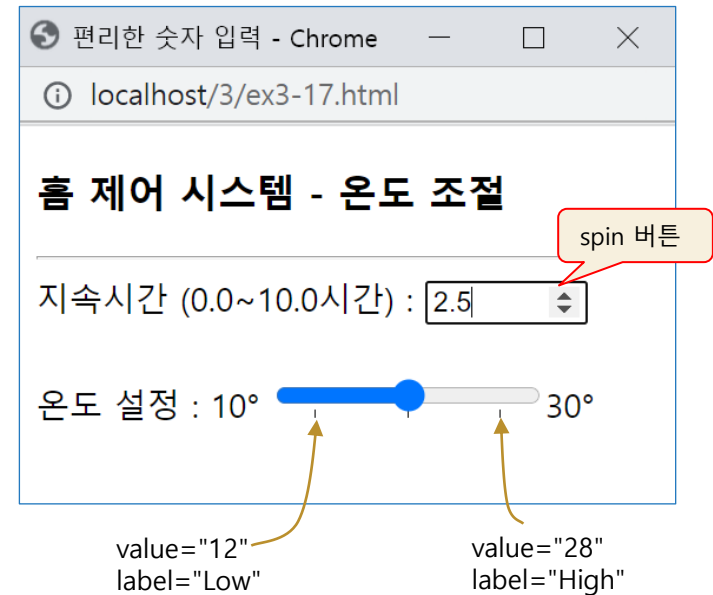 편리한 숫자 입력 - Chrome
localhost/3/ex3-17.html
홈 제어 시스템 - 온도 조절
spin 버튼
지속시간 (0.0~10.0시간) : 2.5
온도 설정 : 10° 30°
value="12"
label="Low"
value="28"
label="High"